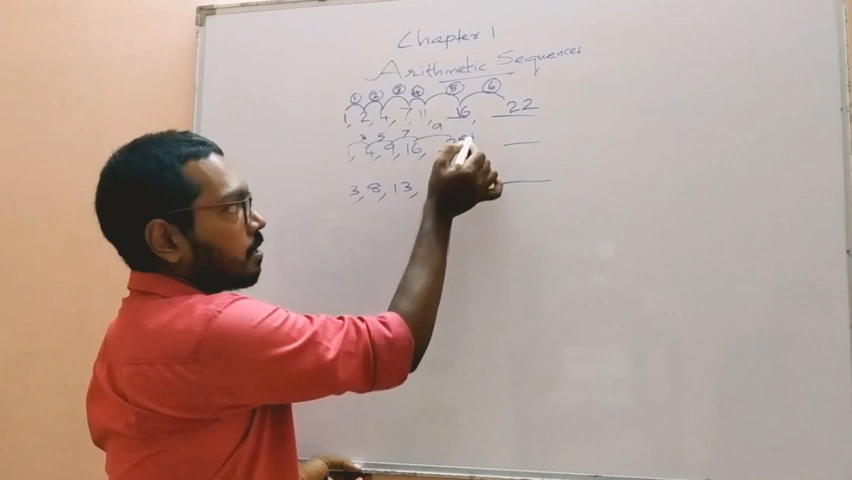 Chapter 1
Arithmetic Sequences
1 2 3 4 5 6
1, 2, 4, 7, 11, 16, 22
3 5 7 9
1, 4, 9, 16,
3, 8, 13,